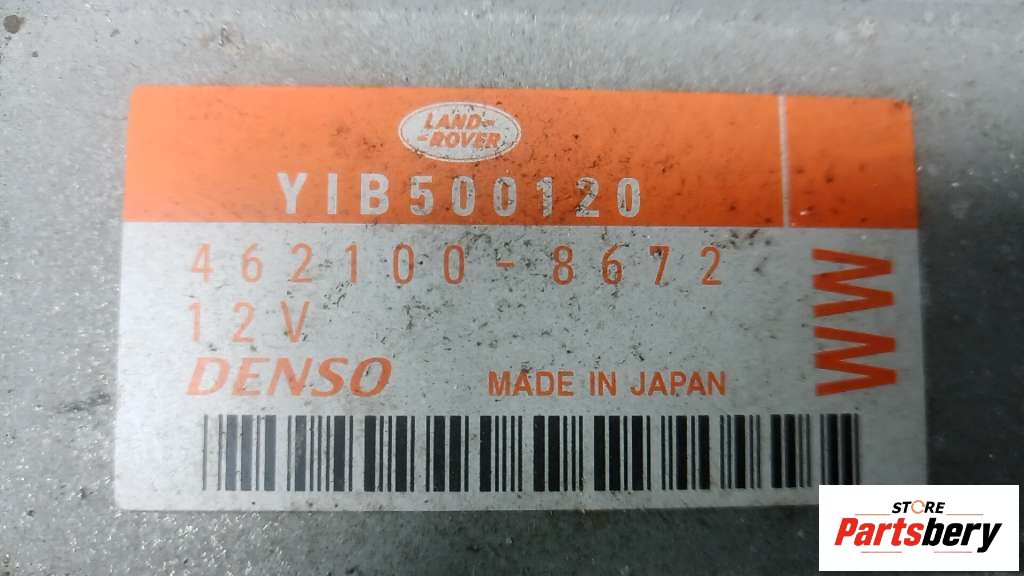 LAND-
-ROVER
YIB500120
462100-8672
12V
DENSO MADE IN JAPAN
WW
STORE
Partsbery